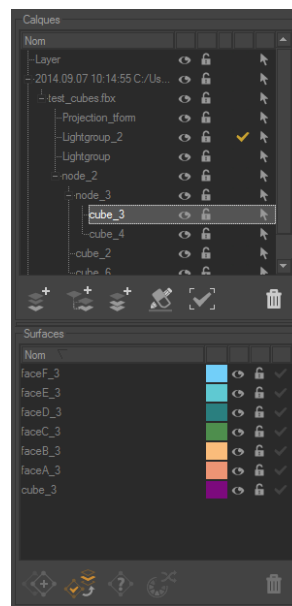 Calques
Nom
Layer
2014.09.07 10:14:55 C:/Us...
test_cubes.fbx
Projection_tform
Lightgroup_2
Lightgroup
node_2
node_3
cube_3
cube_4
cube_2
cube_6
Surfaces
Nom
faceF_3
faceE_3
faceD_3
faceC_3
faceB_3
faceA_3
cube_3